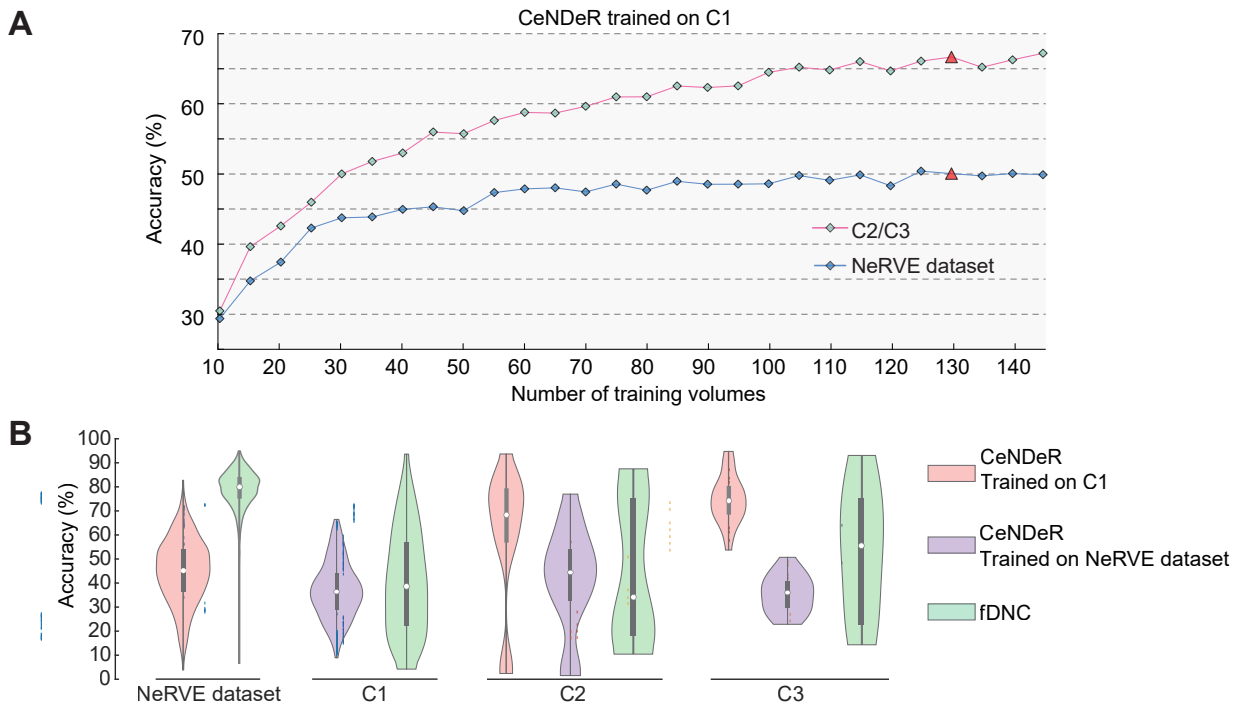 A
CeNDeR trained on C1
70
60
50
40
30
Accuracy (%)
C2/C3
NeRVE dataset
10 20 30 40 50 60 70 80 90 100 110 120 130 140
Number of training volumes
B
100
90
80
70
60
50
40
30
20
10
0
Accuracy (%)
NeRVE dataset C1 C2 C3
CeNDeR
Trained on C1
CeNDeR
Trained on NeRVE dataset
fDNC